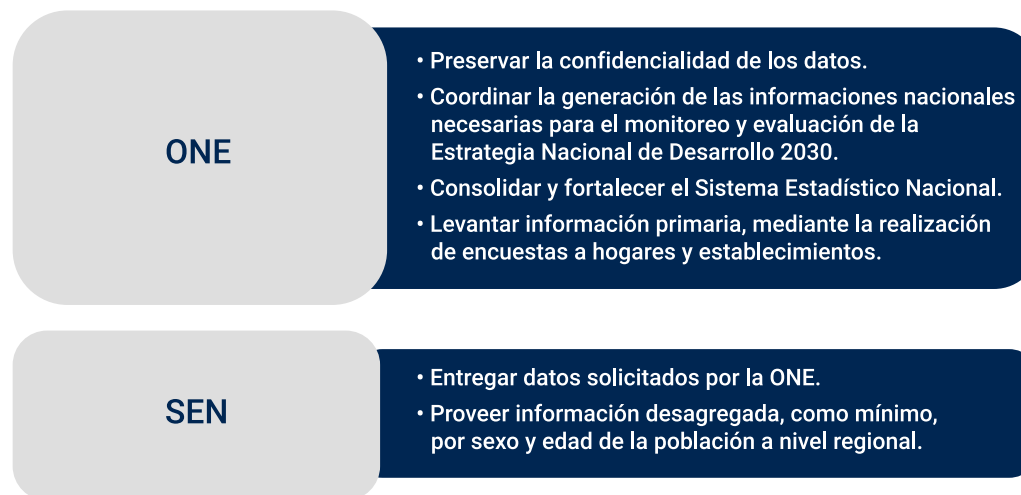 ONE
• Preservar la confidencialidad de los datos.
• Coordinar la generación de las informaciones nacionales
necesarias para el monitoreo y evaluación de la
Estrategia Nacional de Desarrollo 2030.
• Consolidar y fortalecer el Sistema Estadístico Nacional.
• Levantar información primaria, mediante la realización
de encuestas a hogares y establecimientos.
SEN
• Entregar datos solicitados por la ONE.
• Proveer información desagregada, como mínimo,
por sexo y edad de la población a nivel regional.